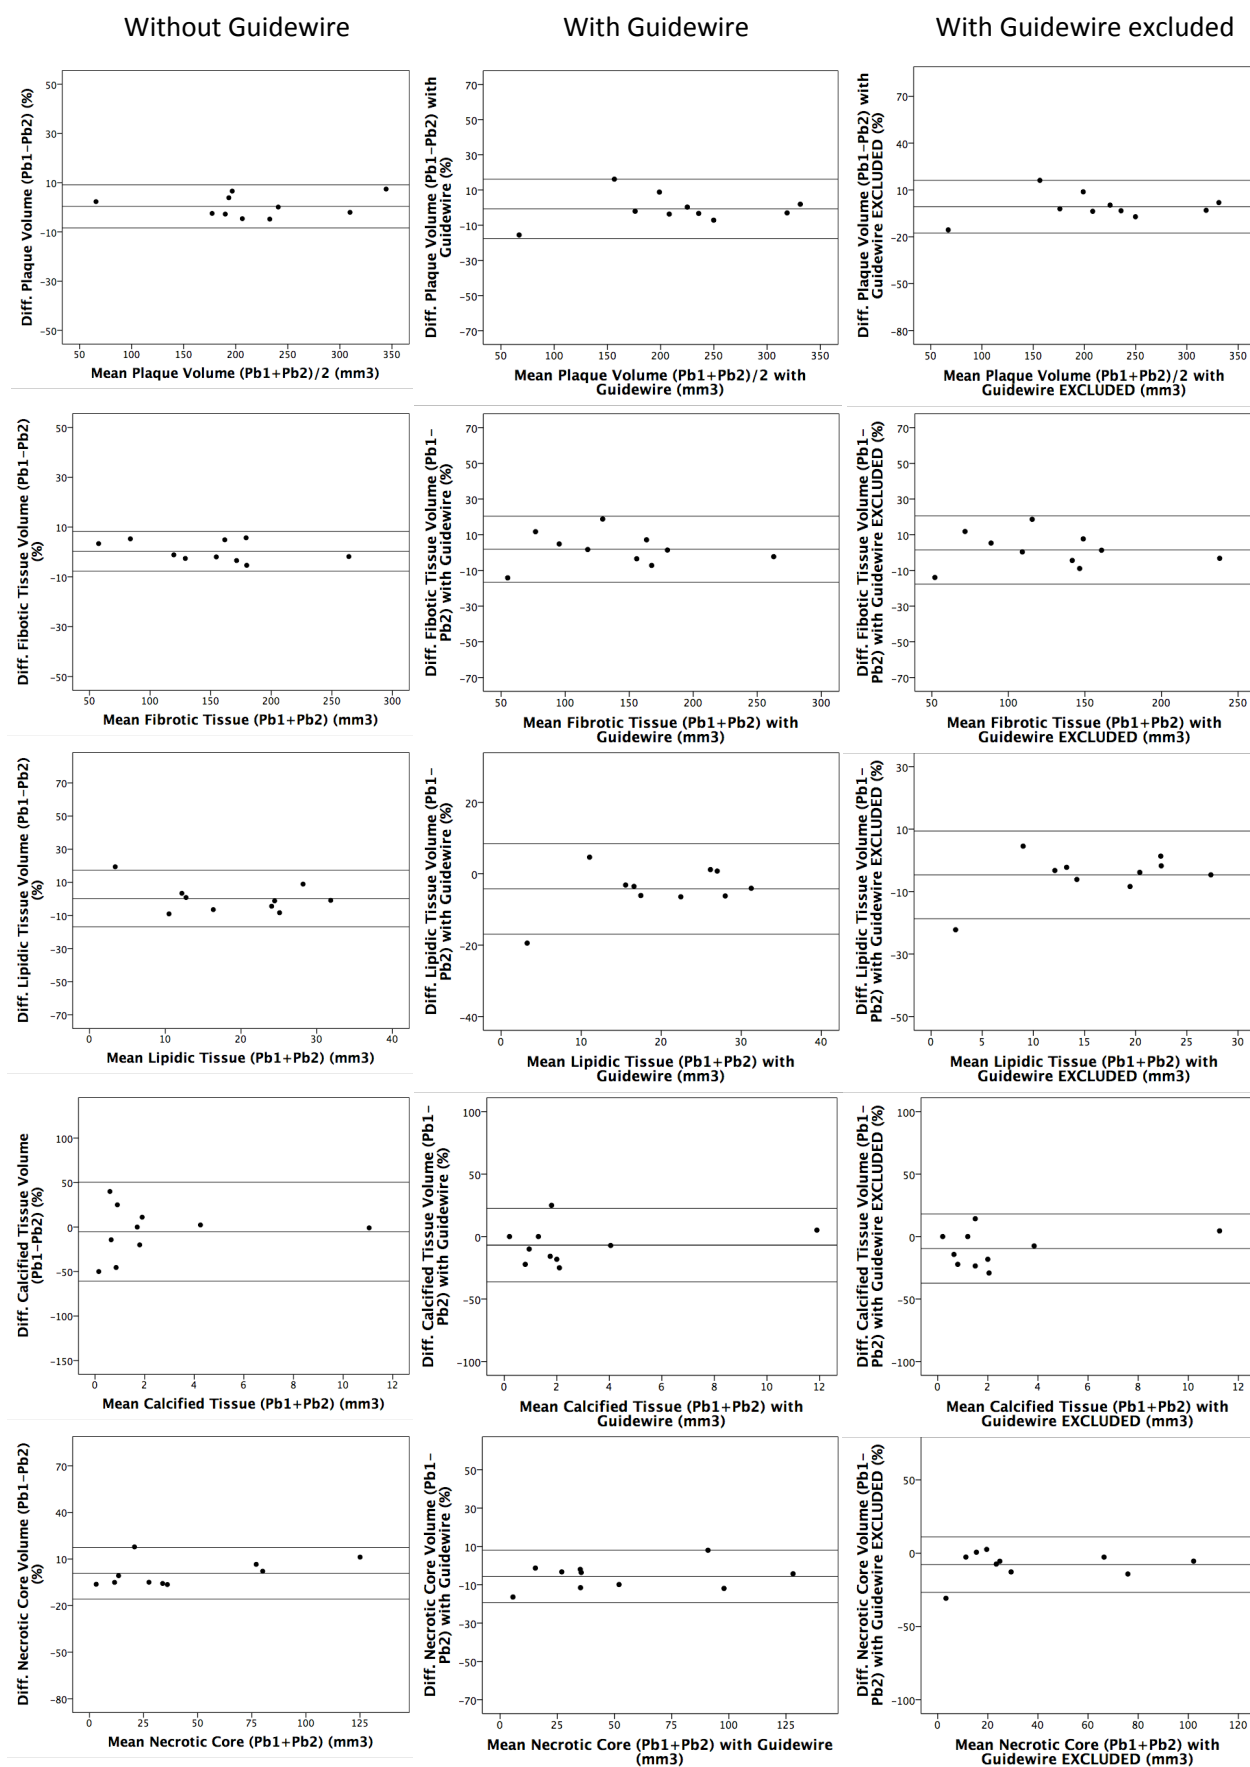 Without Guidewire
With Guidewire
With Guidewire excluded
Diff. Plaque Volume (Pb1–Pb2) (%)
50
30
10
−10
−30
−50
50 100 150 200 250 300 350
Mean Plaque Volume (Pb1+Pb2)/2 (mm3)
Diff. Plaque Volume (Pb1–Pb2) with
Guidewire (%)
70
50
30
10
−10
−30
−50
−70
50 100 150 200 250 300 350
Mean Plaque Volume (Pb1+Pb2)/2 with
Guidewire (mm3)
Diff. Plaque Volume (Pb1–Pb2) with
Guidewire EXCLUDED (%)
70
40
10
−20
−50
−80
50 100 150 200 250 300 350
Mean Plaque Volume (Pb1+Pb2)/2 with
Guidewire EXCLUDED (mm3)
Diff. Fibotic Tissue Volume (Pb1–Pb2)
(%)
50
30
10
−10
−30
−50
50 100 150 200 250 300
Mean Fibrotic Tissue (Pb1+Pb2) (mm3)
Diff. Fibotic Tissue Volume (Pb1–
Pb2) with Guidewire (%)
70
50
30
10
−10
−30
−50
−70
50 100 150 200 250 300
Mean Fibrotic Tissue (Pb1+Pb2) with
Guidewire (mm3)
Diff. Fibotic Tissue Volume (Pb1–
Pb2) with Guidewire EXCLUDED (%)
70
50
30
10
−10
−30
−50
−70
50 100 150 200 250
Mean Fibrotic Tissue (Pb1+Pb2) with
Guidewire EXCLUDED (mm3)
Diff. Lipidic Tissue Volume (Pb1–Pb2)
(%)
70
50
30
10
−10
−30
−50
−70
0 10 20 30 40
Mean Lipidic Tissue (Pb1+Pb2) (mm3)
Diff. Lipidic Tissue Volume (Pb1–
Pb2) with Guidewire (%)
20
0
−20
−40
0 10 20 30 40
Mean Lipidic Tissue (Pb1+Pb2) with
Guidewire (mm3)
Diff. Lipidic Tissue Volume (Pb1–
Pb2) with Guidewire EXCLUDED (%)
30
10
−10
−30
−50
0 5 10 15 20 25 30
Mean Lipidic Tissue (Pb1+Pb2) with
Guidewire EXCLUDED (mm3)
Diff. Calcified Tissue Volume
(Pb1–Pb2) (%)
100
50
0
−50
−100
−150
0 2 4 6 8 10 12
Mean Calcified Tissue (Pb1+Pb2) (mm3)
Diff. Calcified Tissue Volume (Pb1–
Pb2) with Guidewire (%)
100
50
0
−50
−100
0 2 4 6 8 10 12
Mean Calcified Tissue (Pb1+Pb2) with
Guidewire (mm3)
Diff. Calcified Tissue Volume (Pb1–
Pb2) with Guidewire EXCLUDED (%)
100
50
0
−50
−100
0 2 4 6 8 10 12
Mean Calcified Tissue (Pb1+Pb2) with
Guidewire EXCLUDED (mm3)
Diff. Necrotic Core Volume (Pb1–Pb2)
(%)
70
40
10
−20
−50
−80
0 25 50 75 100 125
Mean Necrotic Core (Pb1+Pb2) (mm3)
Diff. Necrotic Core Volume (Pb1–
Pb2) with Guidewire (%)
50
30
10
−10
−30
−50
−70
0 25 50 75 100 125
Mean Necrotic Core (Pb1+Pb2) with Guidewire
(mm3)
Diff. Necrotic Core Volume (Pb1–
Pb2) with Guidewire EXCLUDED (%)
50
0
−50
−100
0 20 40 60 80 100 120
Mean Necrotic Core (Pb1+Pb2) with
Guidewire EXCLUDED (mm3)